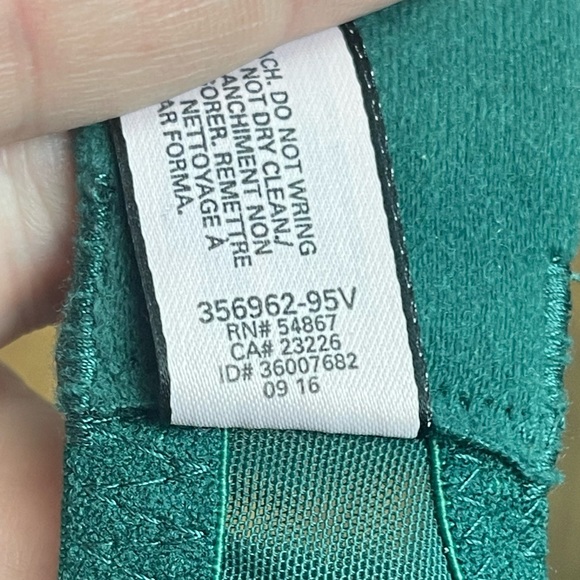 ACH. DO NOT WRING
NOT DRY CLEAN./
ANCHIMENT NON
ORER. REMETTRE
NETTOYAGE À
AR FORMA.
356962-95V
RN# 54867
CA# 23226
ID# 36007682
09 16